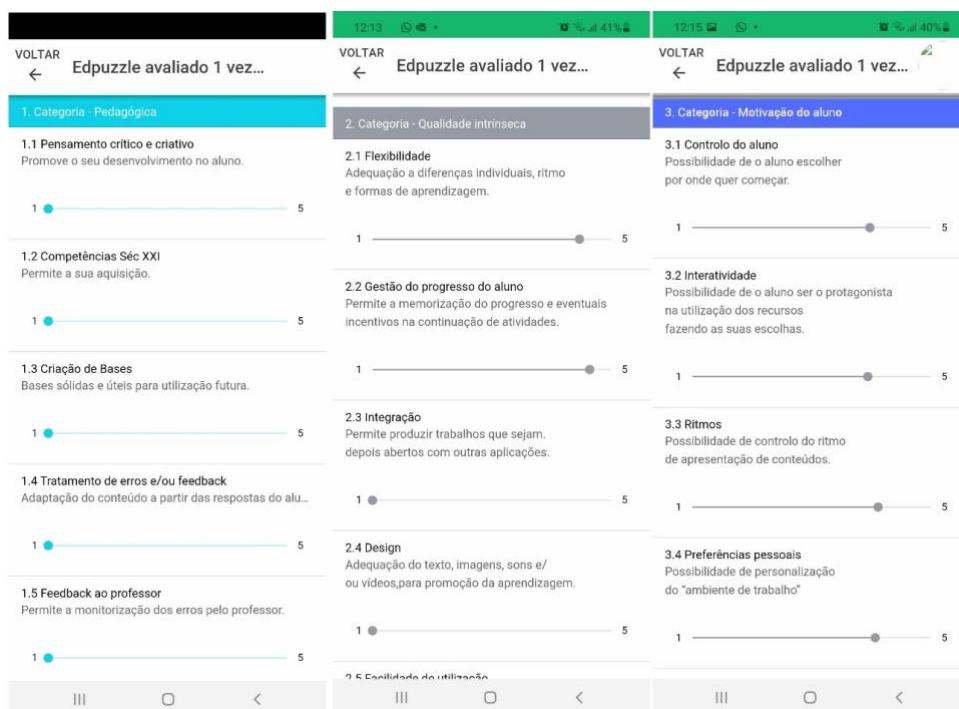 VOLTAR
Edpuzzle avaliado 1 vez...
1. Categoria - Pedagógica
1.1 Pensamento crítico e criativo
Promove o seu desenvolvimento no aluno.
1
5
1.2 Competências Séc XXI
Permite a sua aquisição.
1
5
1.3 Criação de Bases
Bases sólidas e úteis para utilização futura.
1
5
1.4 Tratamento de erros e/ou feedback
Adaptação do conteúdo a partir das respostas do alu...
1
5
1.5 Feedback ao professor
Permite a monitorização dos erros pelo professor.
1
5
12:13
41%
VOLTAR
Edpuzzle avaliado 1 vez...
2. Categoria - Qualidade intrínseca
2.1 Flexibilidade
Adequação a diferenças individuais, ritmo
e formas de aprendizagem.
1
5
2.2 Gestão do progresso do aluno
Permite a memorização do progresso e eventuais
incentivos na continuação de atividades.
1
5
2.3 Integração
Permite produzir trabalhos que sejam.
depois abertos com outras aplicações.
1
5
2.4 Design
Adequação do texto, imagens, sons e/
ou vídeos,para promoção da aprendizagem.
1
5
2.5 Facilidade de utilização
12:15
40%
VOLTAR
Edpuzzle avaliado 1 vez...
3. Categoria - Motivação do aluno
3.1 Controlo do aluno
Possibilidade de o aluno escolher
por onde quer começar.
1
5
3.2 Interatividade
Possibilidade de o aluno ser o protagonista
na utilização dos recursos
fazendo as suas escolhas.
1
5
3.3 Ritmos
Possibilidade de controlo do ritmo
de apresentação de conteúdos.
1
5
3.4 Preferências pessoais
Possibilidade de personalização
do "ambiente de trabalho"
1
5